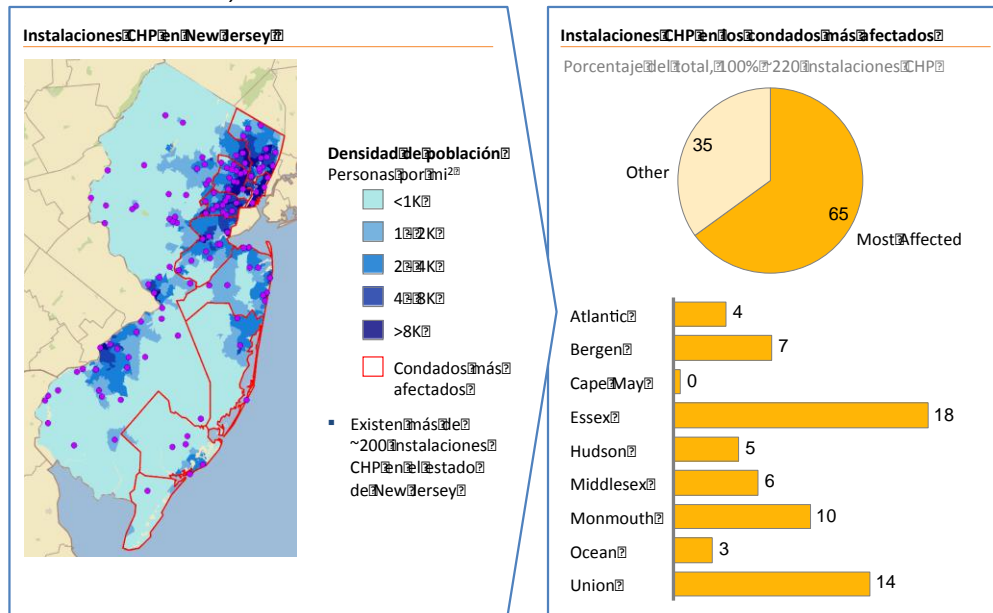 Instalaciones CHP en New Jersey
Densidad de población
Personas por mi2
<1K
1 2K
2 4K
4 8K
>8K
Condados más
afectados
▪ Existen más de
~200 instalaciones
CHP en el estado
de New Jersey
Instalaciones CHP en los condados más afectados
Porcentaje del total, 100% ~220 instalaciones CHP
35
Other
65
Most Affected
Atlantic 4
Bergen 7
Cape May 0
Essex 18
Hudson 5
Middlesex 6
Monmouth 10
Ocean 3
Union 14